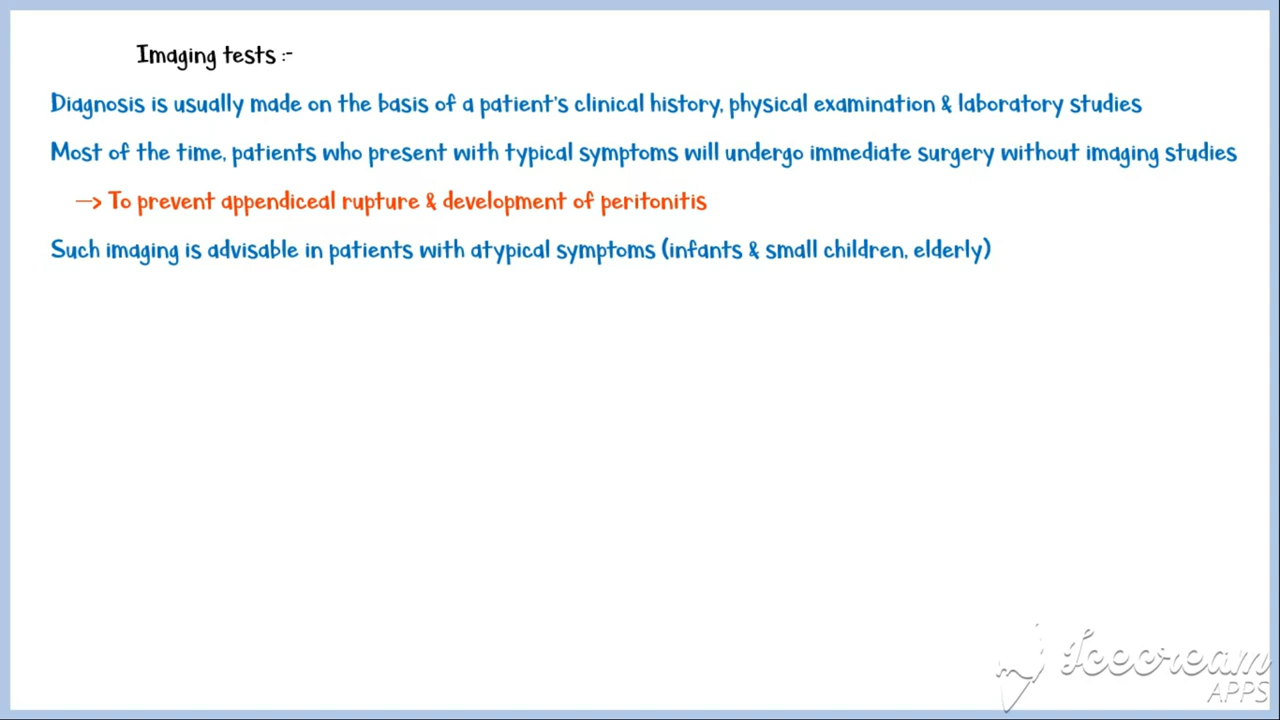 Imaging tests :-
Diagnosis is usually made on the basis of a patient's clinical history, physical examination & laboratory studies
Most of the time, patients who present with typical symptoms will undergo immediate surgery without imaging studies
—> To prevent appendiceal rupture & development of peritonitis
Such imaging is advisable in patients with atypical symptoms (infants & small children, elderly)
Icecream
APPS